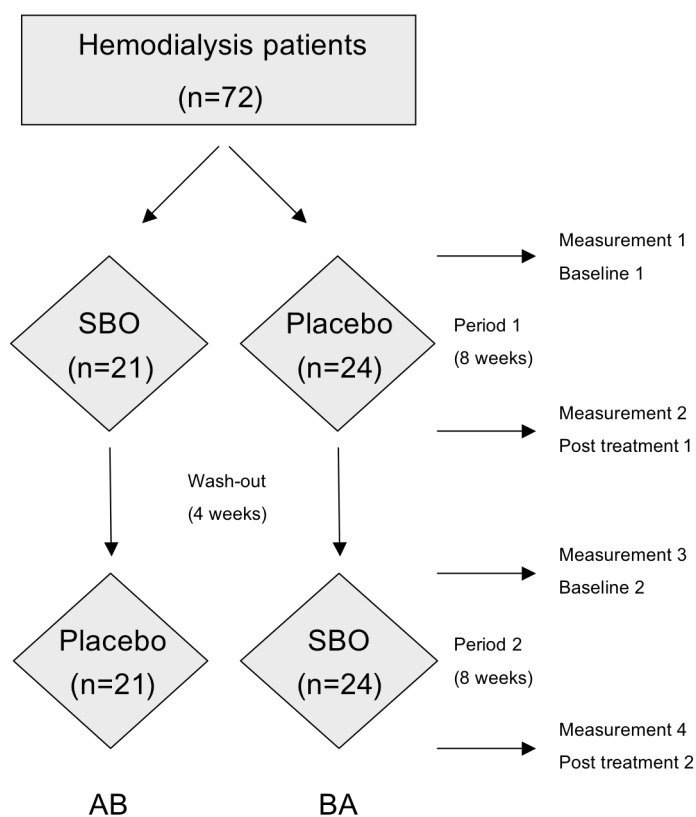 Hemodialysis patients
(n=72)
Measurement 1
Baseline 1
SBO
(n=21)
Placebo
(n=24)
Period 1
(8 weeks)
Measurement 2
Post treatment 1
Wash-out
(4 weeks)
Measurement 3
Baseline 2
Placebo
(n=21)
SBO
(n=24)
Period 2
(8 weeks)
Measurement 4
Post treatment 2
AB
BA